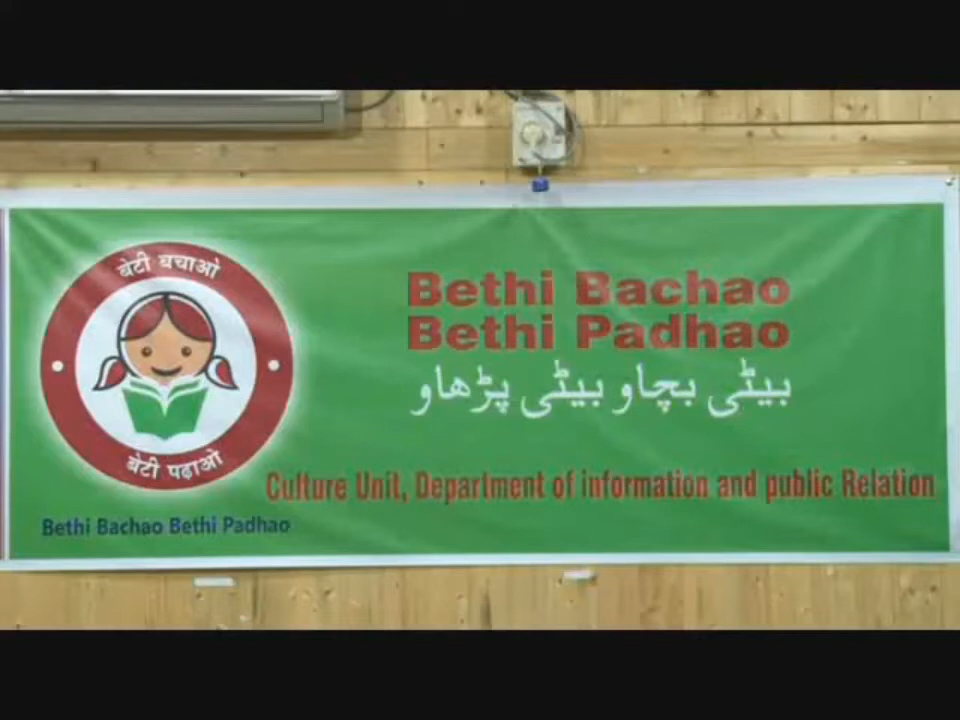 बेटी बचाओ
बेटी पढ़ाओ
Bethi Bachao Bethi Padhao
Bethi Bachao
Bethi Padhao
بیٹی بچاو بیٹی پڑھاو
Culture Unit, Department of information and public Relation